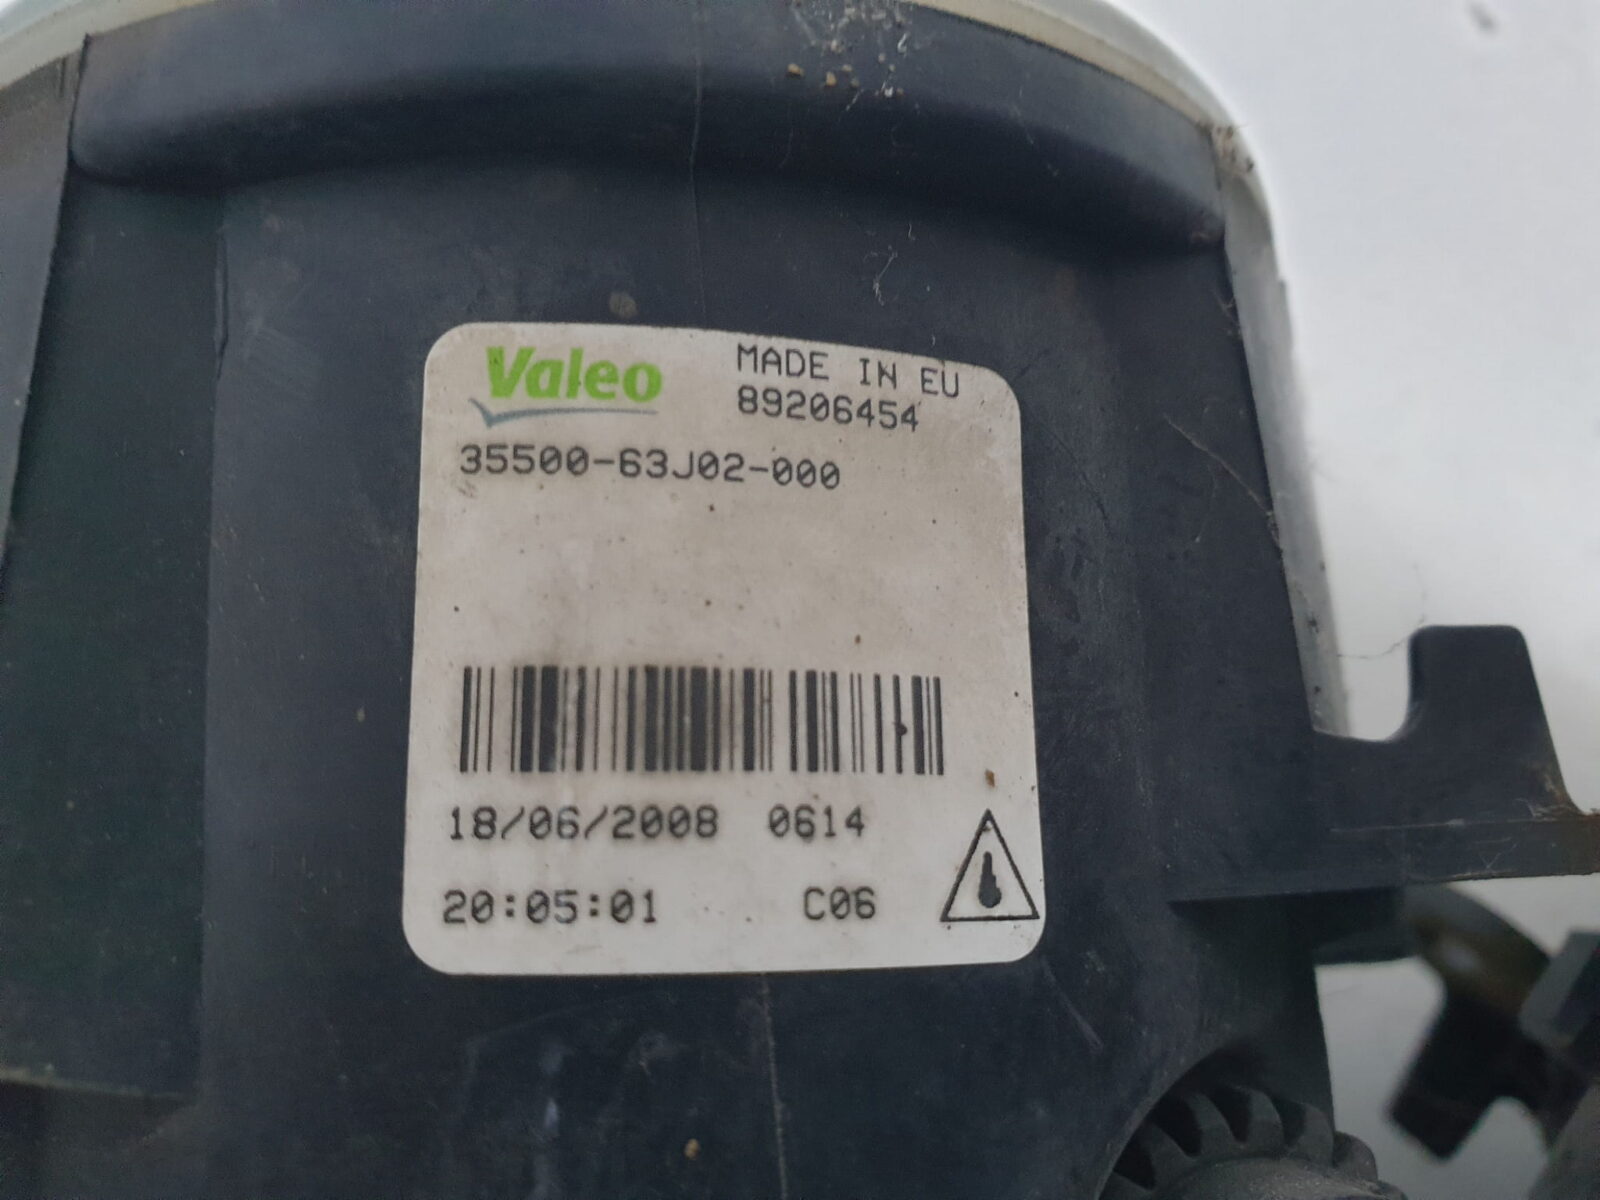 Valeo
MADE IN EU
89206454
35500-63J02-000
18/06/2008 0614
20:05:01 C06